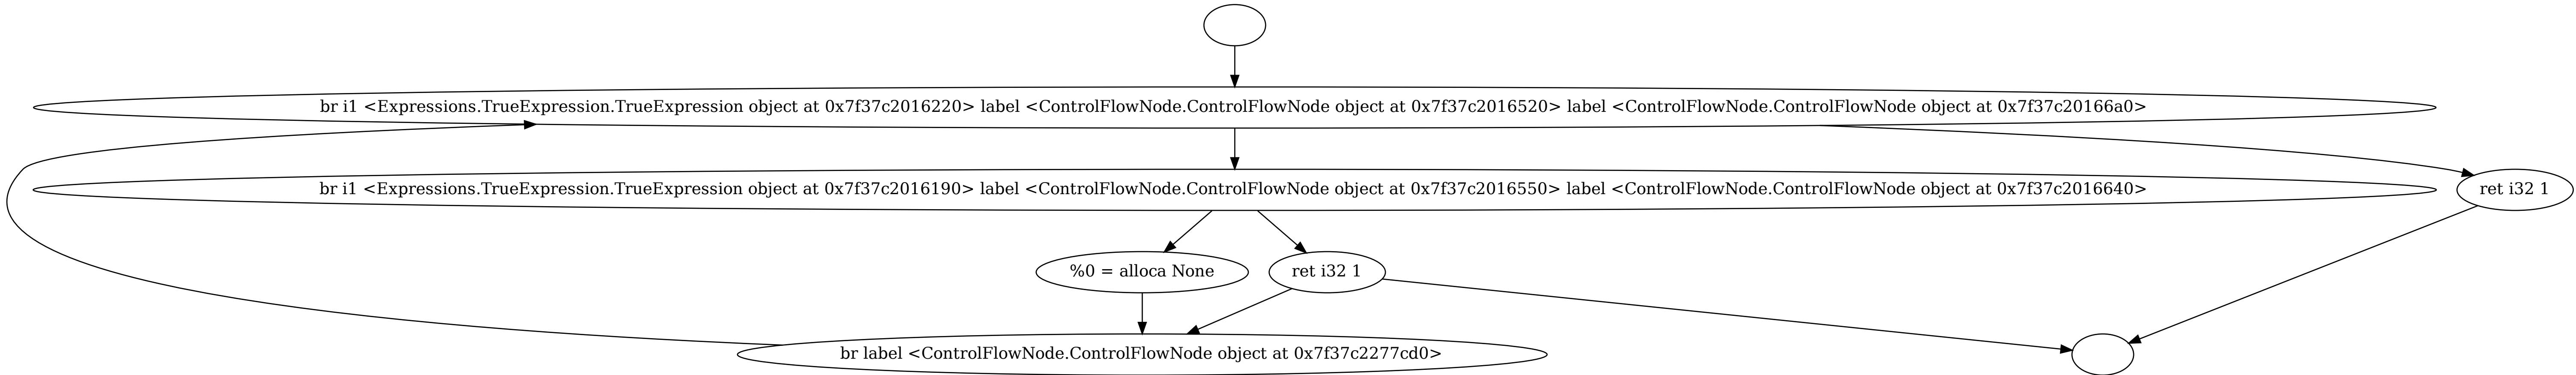 br i1 <Expressions.TrueExpression.TrueExpression object at 0x7f37c2016220> label <ControlFlowNode.ControlFlowNode object at 0x7f37c2016520> label <ControlFlowNode.ControlFlowNode object at 0x7f37c20166a0>
br i1 <Expressions.TrueExpression.TrueExpression object at 0x7f37c2016190> label <ControlFlowNode.ControlFlowNode object at 0x7f37c2016550> label <ControlFlowNode.ControlFlowNode object at 0x7f37c2016640>
ret i32 1
%0 = alloca None
ret i32 1
br label <ControlFlowNode.ControlFlowNode object at 0x7f37c2277cd0>